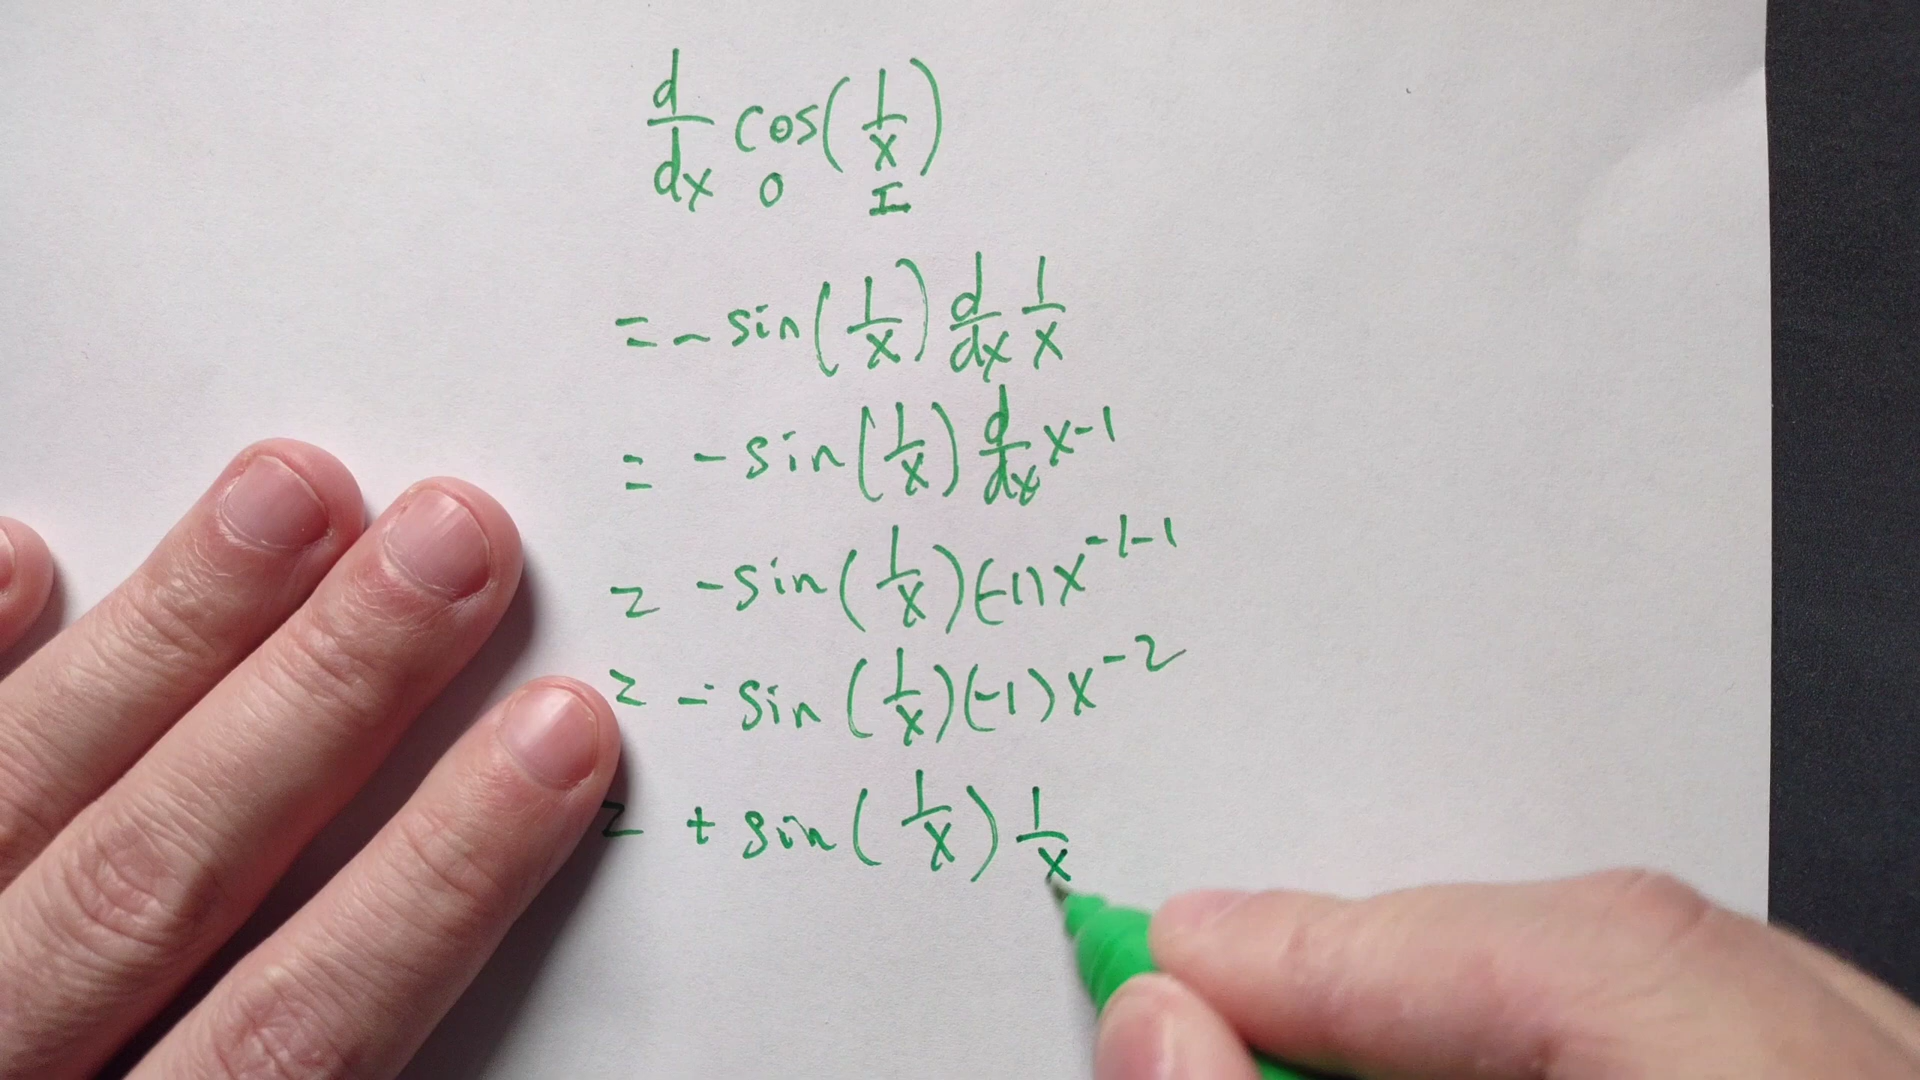 d/dx cos(1/x)
O I
= - sin(1/x) d/dx 1/x
= - sin(1/x) d/dx x-1
= - sin(1/x)(-1)x^-1-1
= - sin(1/x)(-1)x^-2
= + sin(1/x) 1/x